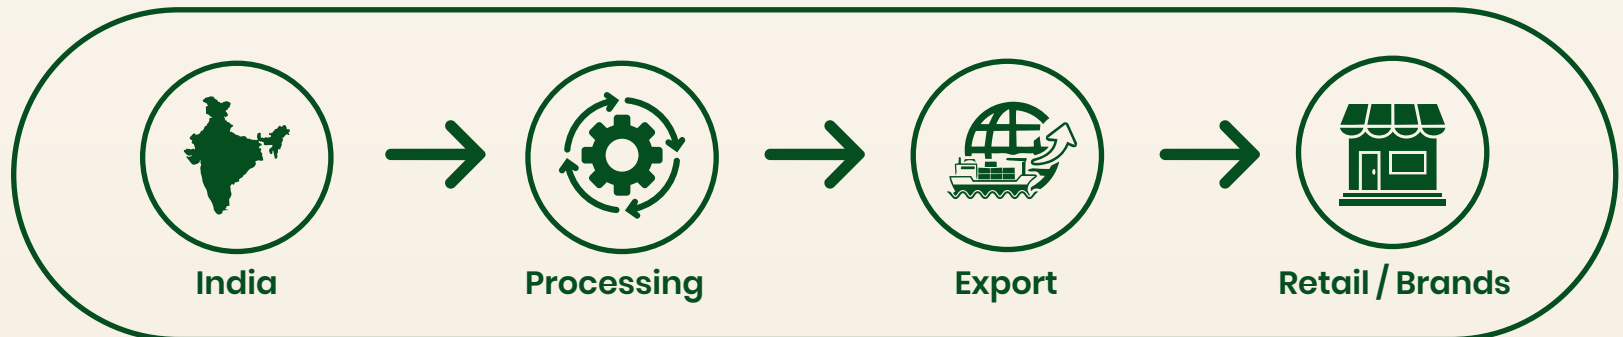 India
Processing
Export
Retail / Brands